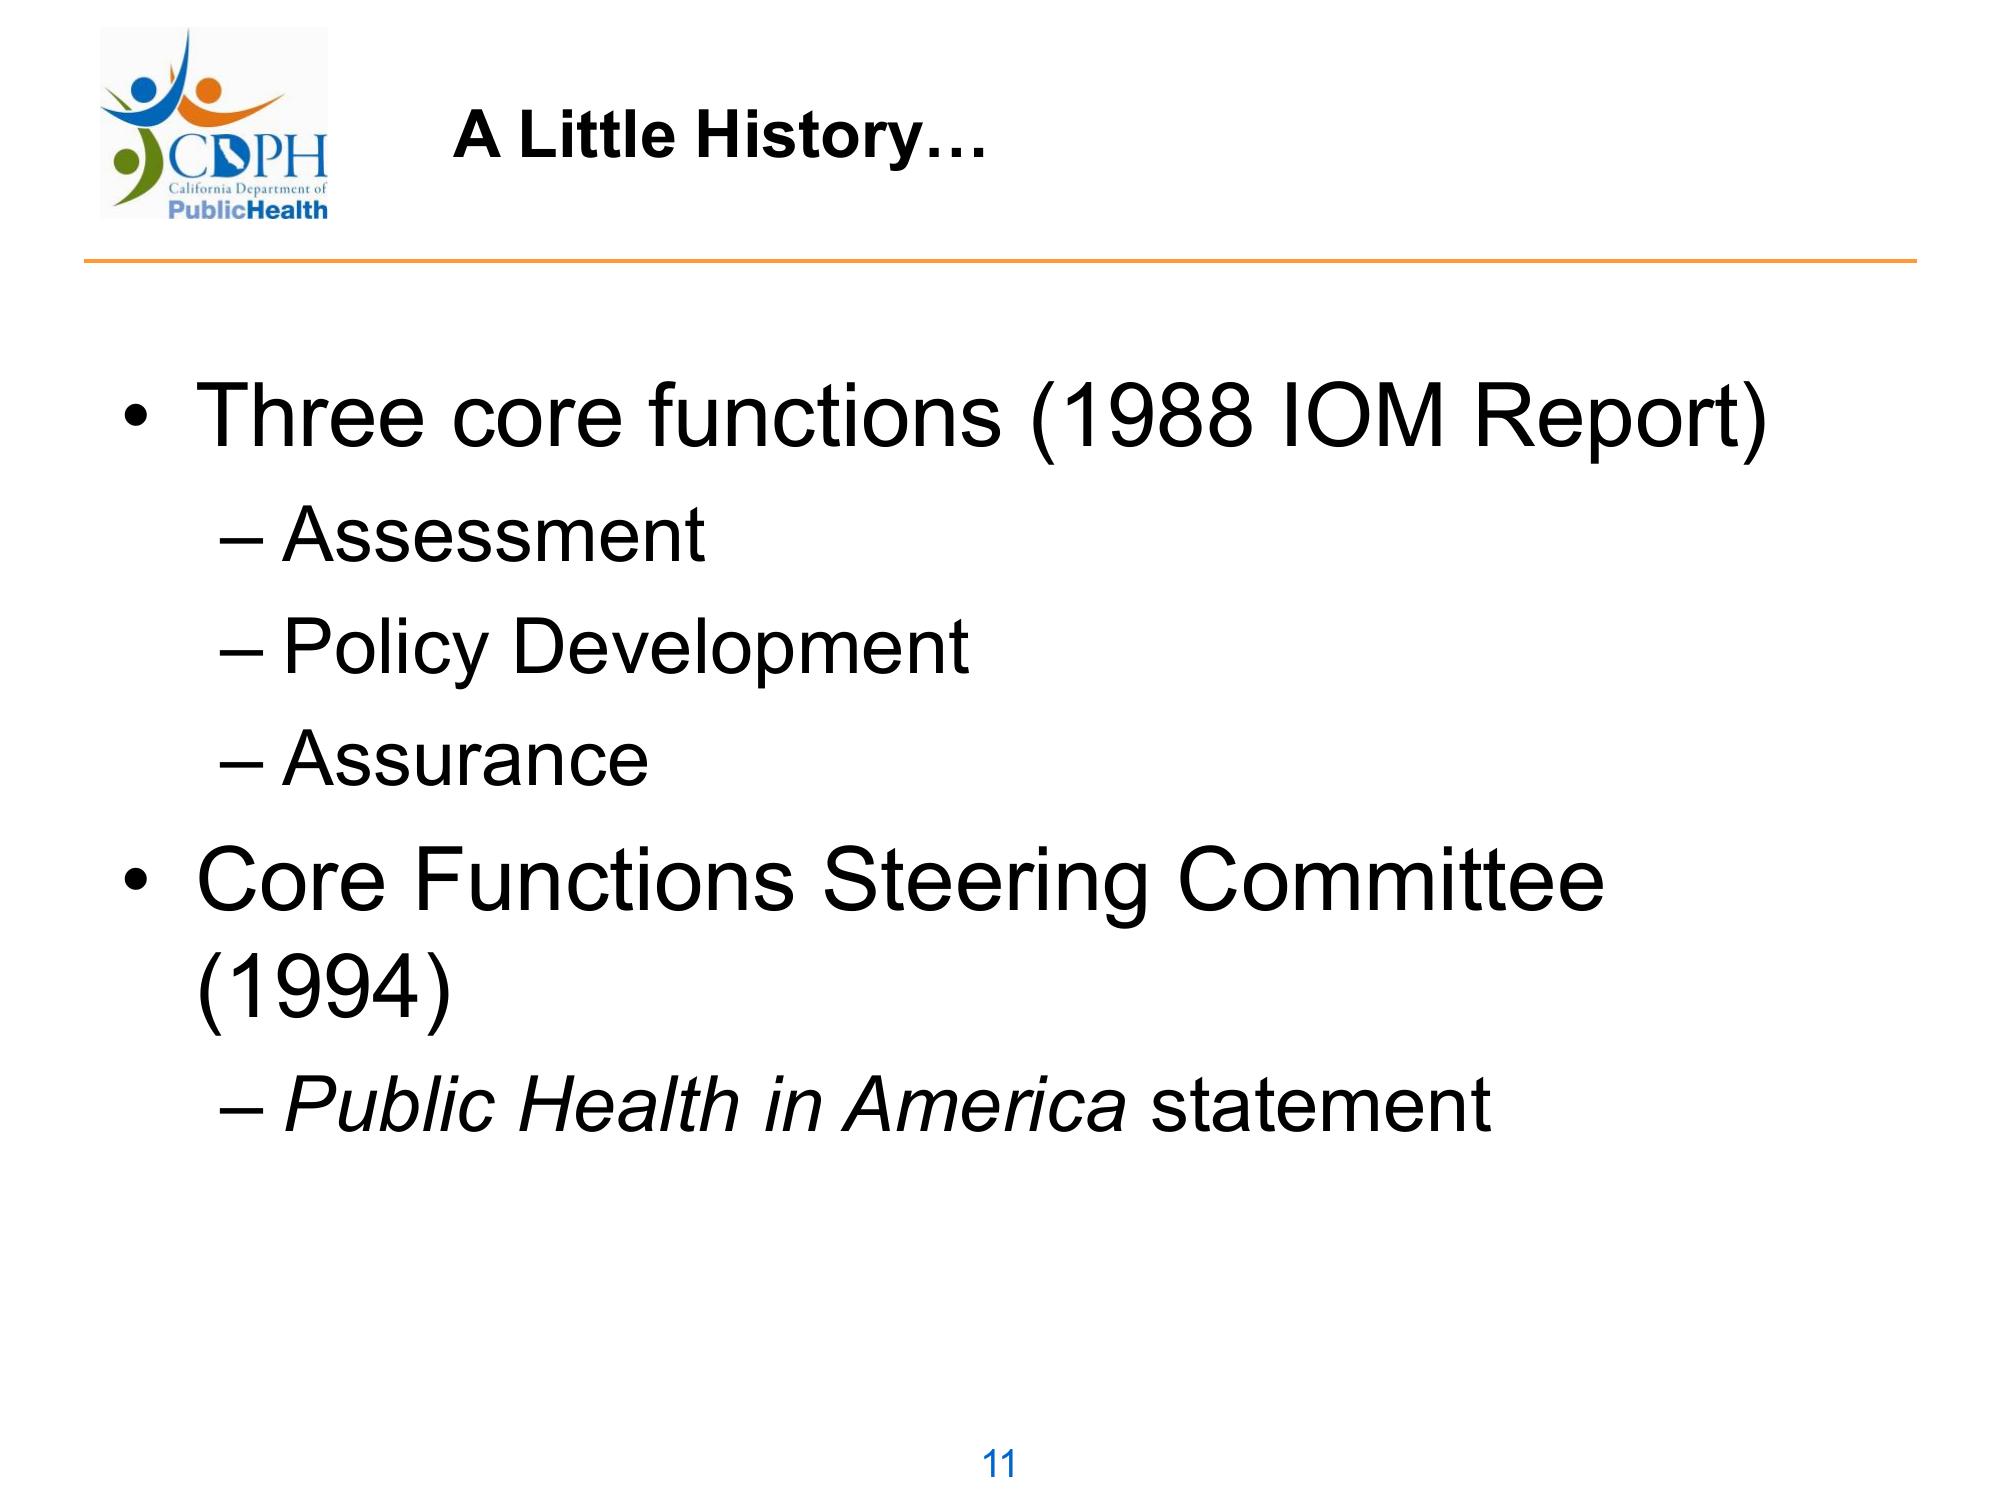 CDPH
California Department of
PublicHealth
A Little History…
• Three core functions (1988 IOM Report)
– Assessment
– Policy Development
– Assurance
• Core Functions Steering Committee
(1994)
– Public Health in America statement
11